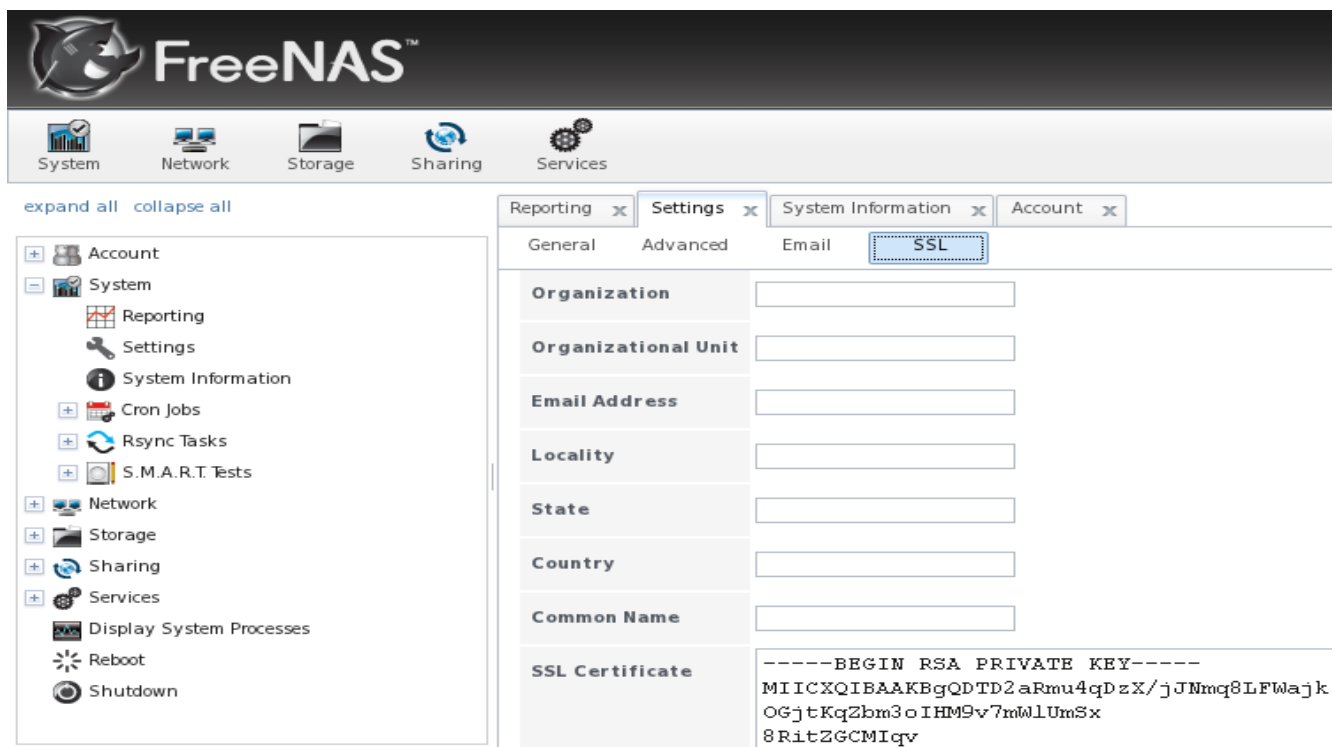 FreeNAS™
System Network Storage Sharing Services
expand all collapse all
Account
System
Reporting
Settings
System Information
Cron Jobs
Rsync Tasks
S.M.A.R.T. Tests
Network
Storage
Sharing
Services
Display System Processes
Reboot
Shutdown
Reporting x Settings x System Information x Account x
General Advanced Email SSL
Organization
Organizational Unit
Email Address
Locality
State
Country
Common Name
SSL Certificate
-----BEGIN RSA PRIVATE KEY-----
MIICXQIBAAKBgQDTD2aRmu4qDzX/jJNmq8LFWajk
OGjtKqZbm3oIHM9v7mWlUmSx
8RitZGCMIqv